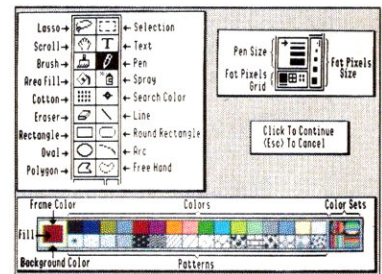 Lasso Selection
Scroll Text
Brush Pen
Area Fill Spray
Cotton Search Color
Eraser Line
Rectangle Round Rectangle
Oval Arc
Polygon Free Hand
Pen Size
Fat Pixels Size
Fat Pixels Grid
Click To Continue
(Esc) To Cancel
Frame Color Colors Color Sets
Fill
Background Color Patterns